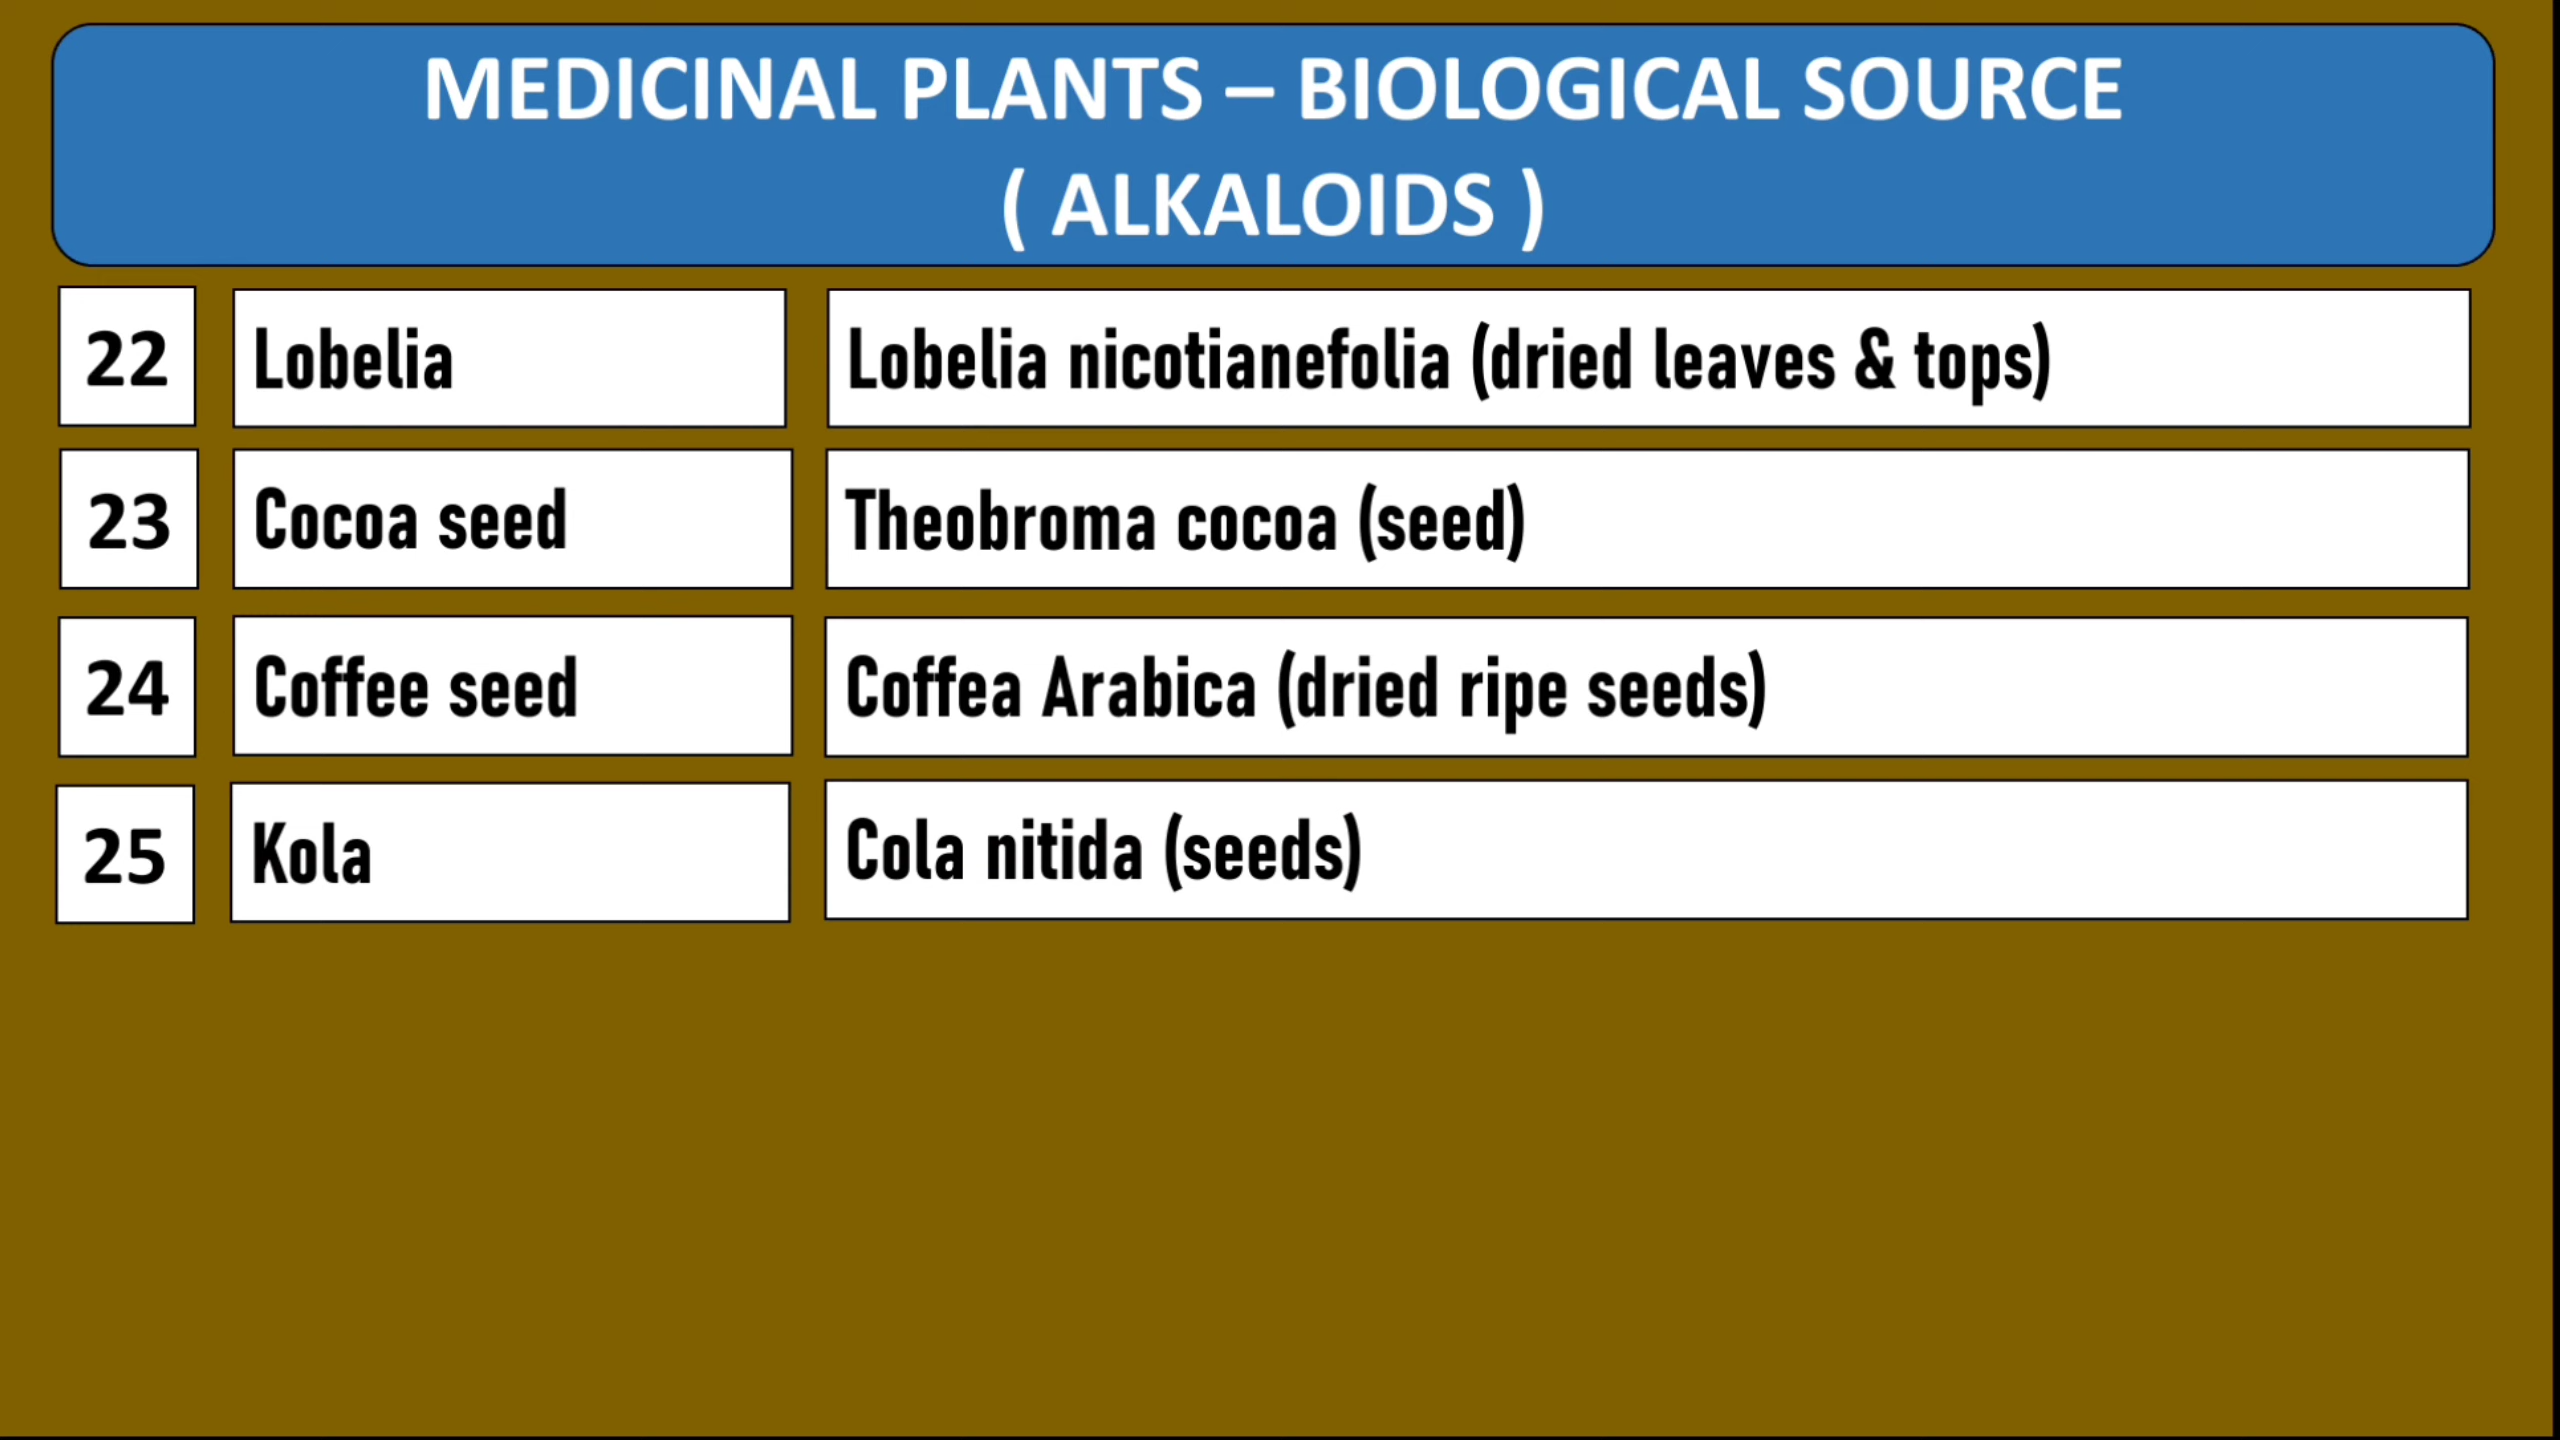 MEDICINAL PLANTS – BIOLOGICAL SOURCE
( ALKALOIDS )
22 Lobelia Lobelia nicotianefolia (dried leaves & tops)
23 Cocoa seed Theobroma cocoa (seed)
24 Coffee seed Coffea Arabica (dried ripe seeds)
25 Kola Cola nitida (seeds)